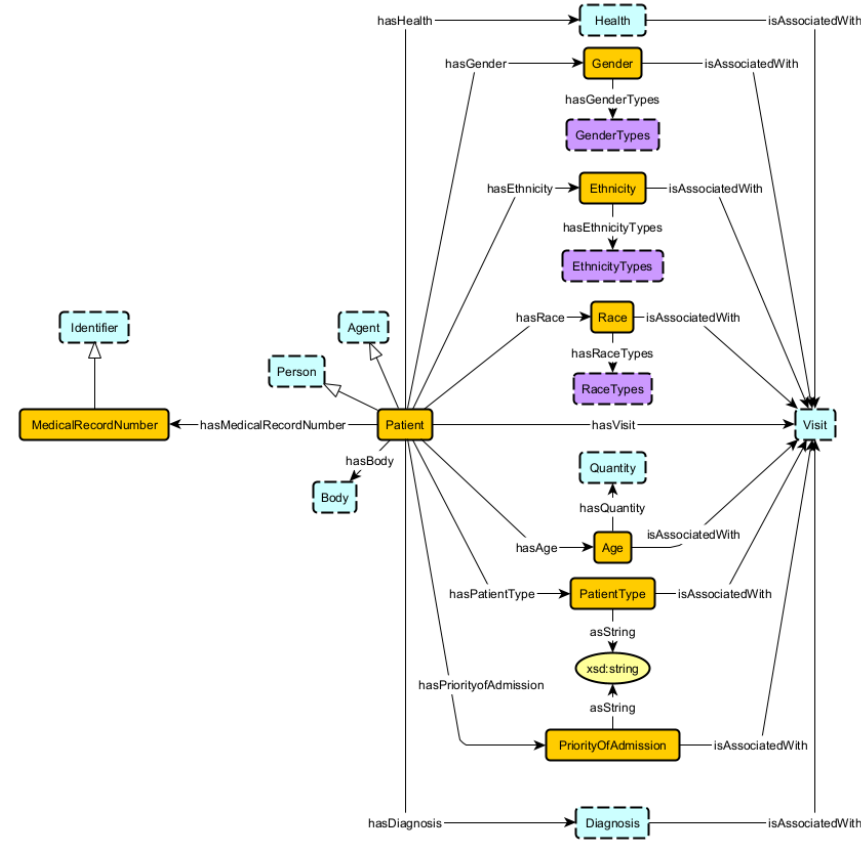 hasHealth
Health
isAssociatedWith
hasGender
Gender
isAssociatedWith
hasGenderTypes
GenderTypes
hasEthnicity
Ethnicity
isAssociatedWith
hasEthnicityTypes
EthnicityTypes
Identifier
Agent
hasRace
Race
isAssociatedWith
hasRaceTypes
Person
RaceTypes
MedicalRecordNumber
hasMedicalRecordNumber
Patient
hasVisit
Visit
hasBody
Body
Quantity
hasQuantity
hasAge
Age
isAssociatedWith
hasPatientType
PatientType
isAssociatedWith
asString
xsd:string
hasPriorityofAdmission
asString
PriorityOfAdmission
isAssociatedWith
hasDiagnosis
Diagnosis
isAssociatedWith